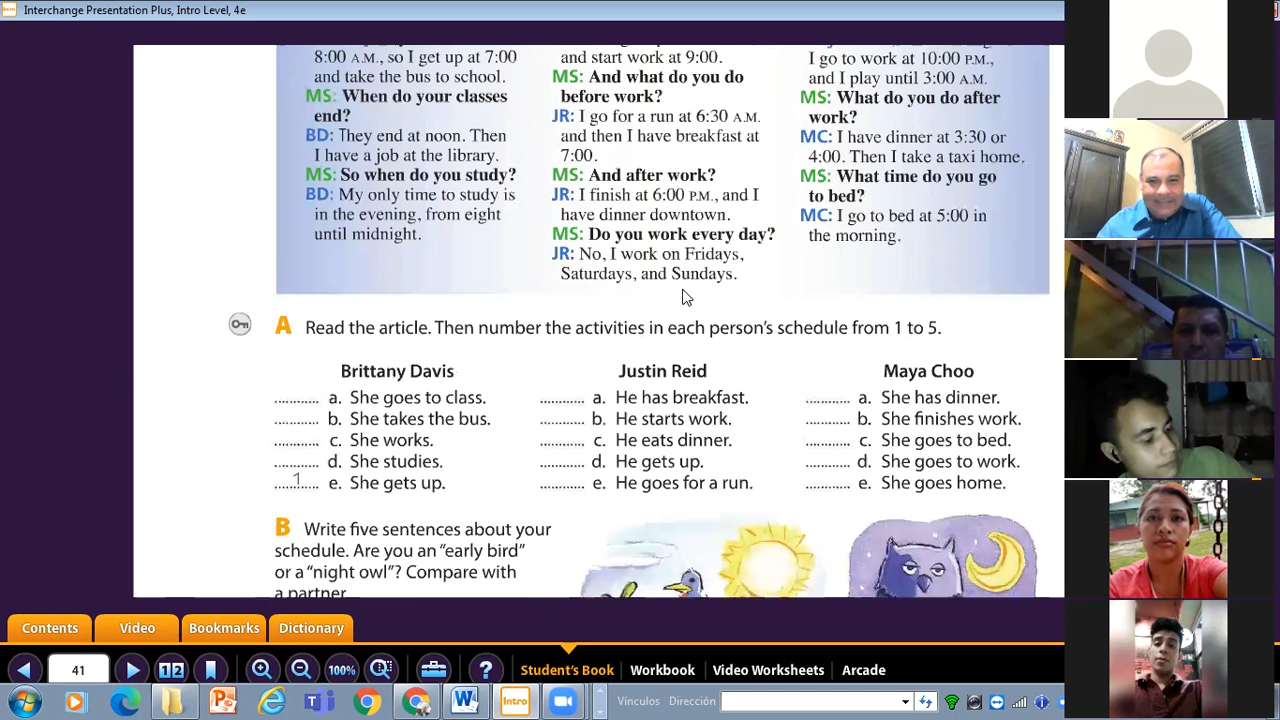 Interchange Presentation Plus, Intro Level, 4e
8:00 A.M., so I get up at 7:00
and take the bus to school.
MS: When do your classes
end?
BD: They end at noon. Then
I have a job at the library.
MS: So when do you study?
BD: My only time to study is
in the evening, from eight
until midnight.
and start work at 9:00.
MS: And what do you do
before work?
JR: I go for a run at 6:30 A.M.
and then I have breakfast at
7:00.
MS: And after work?
JR: I finish at 6:00 P.M., and I
have dinner downtown.
MS: Do you work every day?
JR: No, I work on Fridays,
Saturdays, and Sundays.
I go to work at 10:00 P.M.,
and I play until 3:00 A.M.
MS: What do you do after
work?
MC: I have dinner at 3:30 or
4:00. Then I take a taxi home.
MS: What time do you go
to bed?
MC: I go to bed at 5:00 in
the morning.
A Read the article. Then number the activities in each person's schedule from 1 to 5.
Brittany Davis
............ a. She goes to class.
............ b. She takes the bus.
............ c. She works.
............ d. She studies.
.....1..... e. She gets up.
Justin Reid
............ a. He has breakfast.
............ b. He starts work.
............ c. He eats dinner.
............ d. He gets up.
............ e. He goes for a run.
Maya Choo
............ a. She has dinner.
............ b. She finishes work.
............ c. She goes to bed.
............ d. She goes to work.
............ e. She goes home.
B Write five sentences about your
schedule. Are you an "early bird"
or a "night owl"? Compare with
a partner.
Contents Video Bookmarks Dictionary
41 12 100% ? Student's Book Workbook Video Worksheets Arcade
Intro Vínculos Dirección